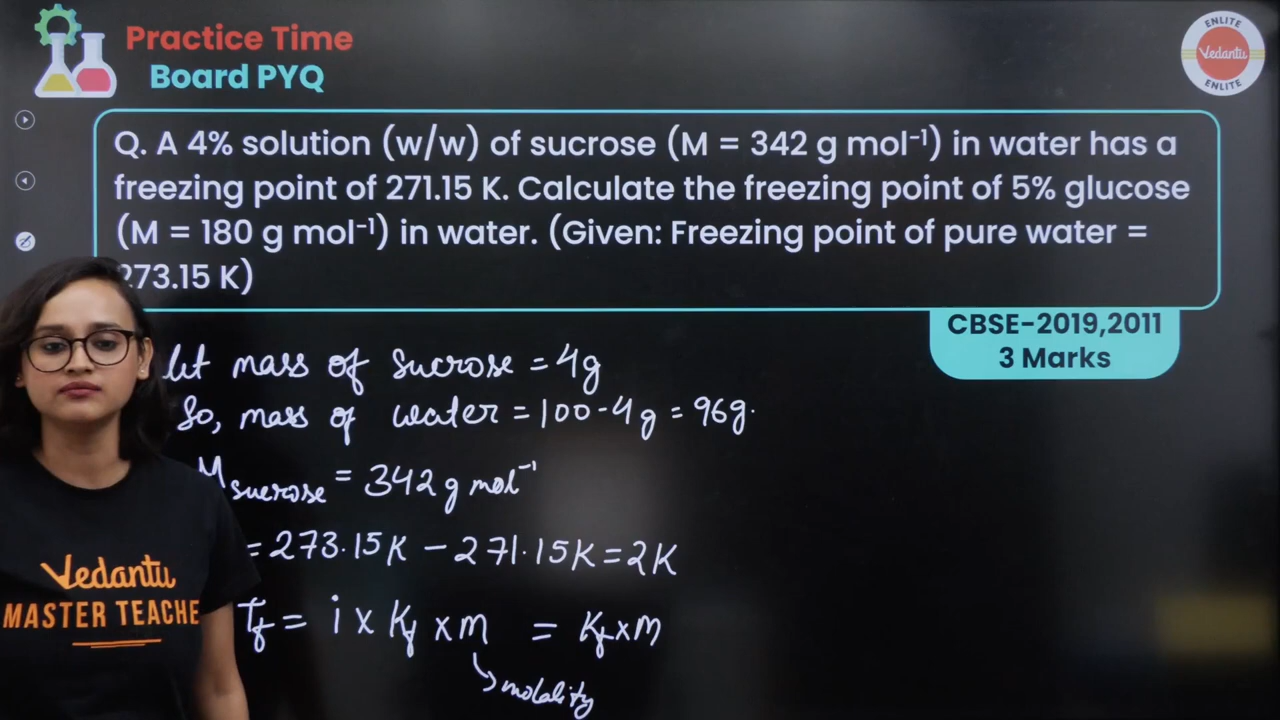 Practice Time
Board PYQ
ENLITE
Vedantu
ENLITE
Q. A 4% solution (w/w) of sucrose (M = 342 g mol⁻¹) in water has a
freezing point of 271.15 K. Calculate the freezing point of 5% glucose
(M = 180 g mol⁻¹) in water. (Given: Freezing point of pure water =
273.15 K)
CBSE-2019,2011
3 Marks
let mass of sucrose = 4g
So, mass of water = 100-4g = 96g.
M sucrose = 342 g mol⁻¹
= 273.15K - 271.15K = 2K
Tf = i x Kf x m = Kf x m
molality
Vedantu
MASTER TEACHE